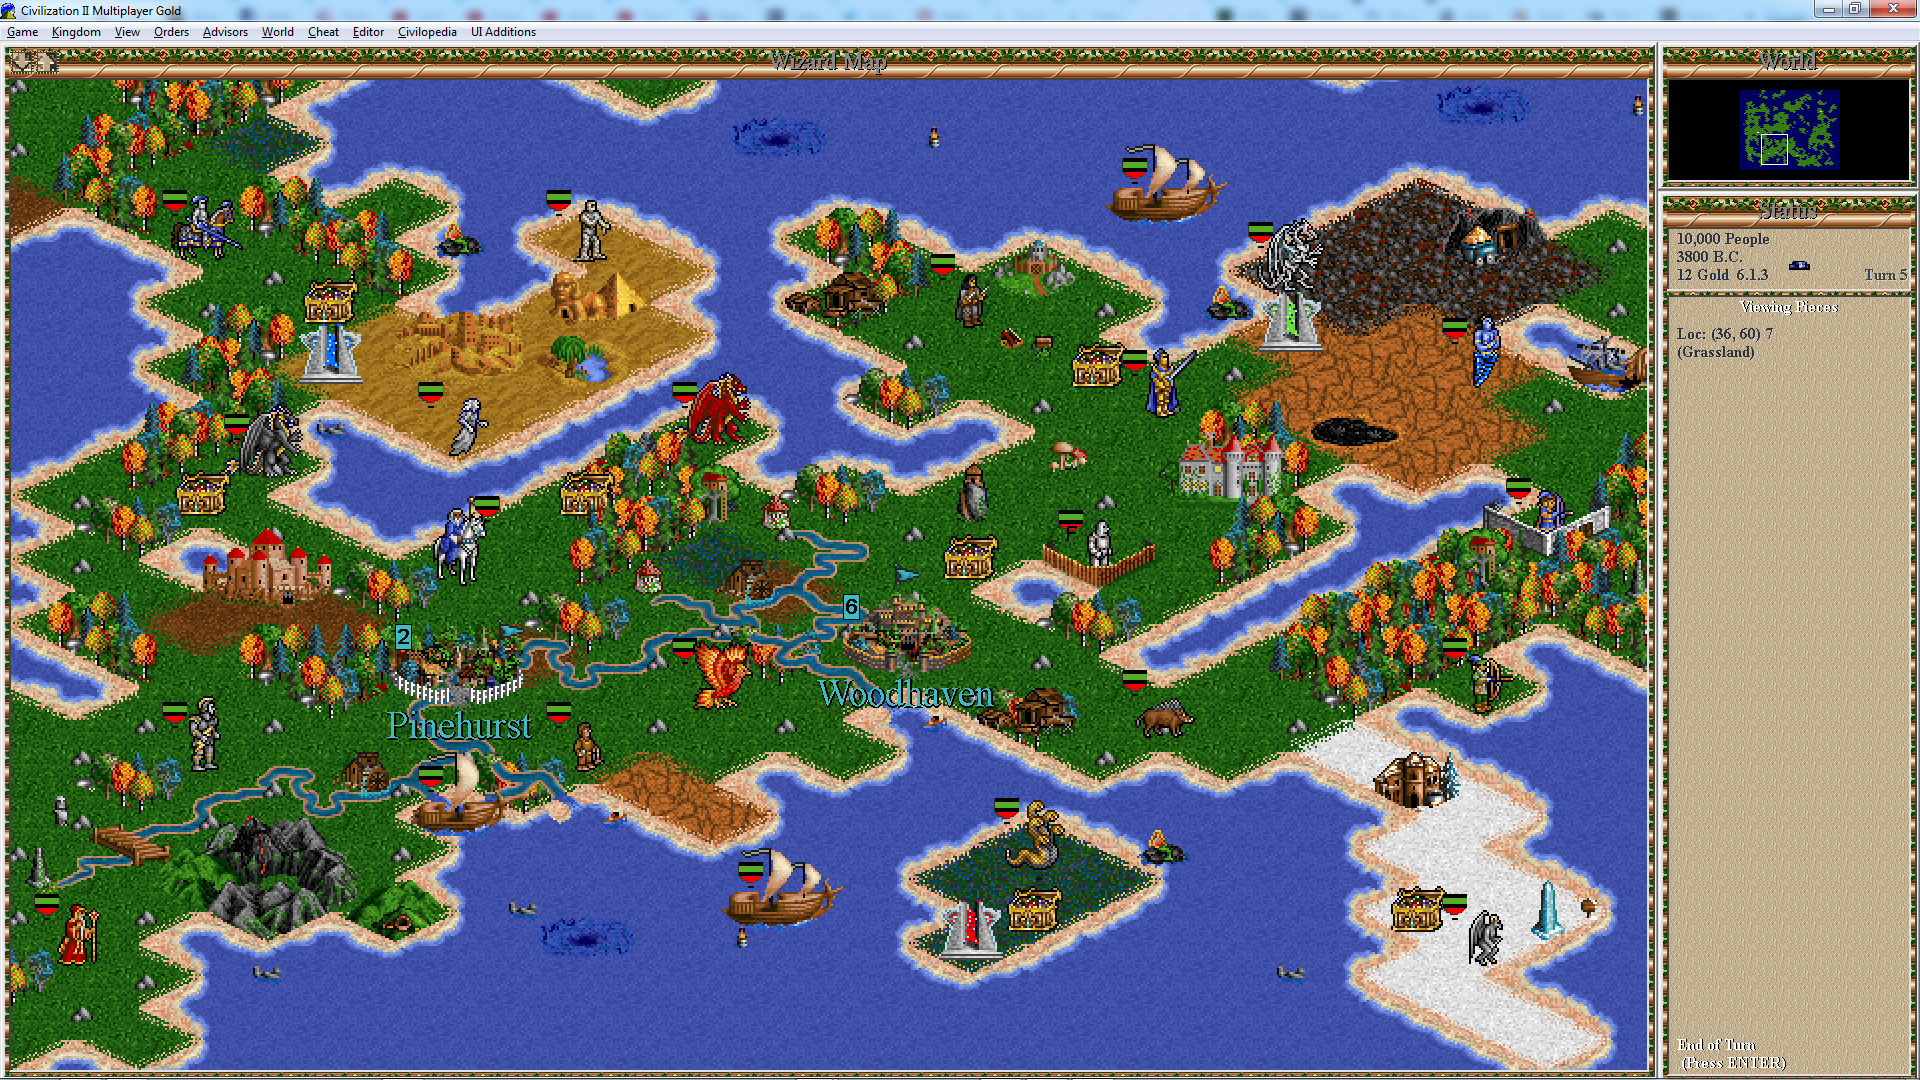 Civilization II Multiplayer Gold
Game Kingdom View Orders Advisors World Cheat Editor Civilopedia UI Additions
Wizard Map
World
Status
10,000 People
3800 B.C.
12 Gold 6.1.3 Turn 5
Viewing Pieces
Loc: (36, 60) 7
(Grassland)
F
6
2
Woodhaven
Pinehurst
End of Turn
(Press ENTER)